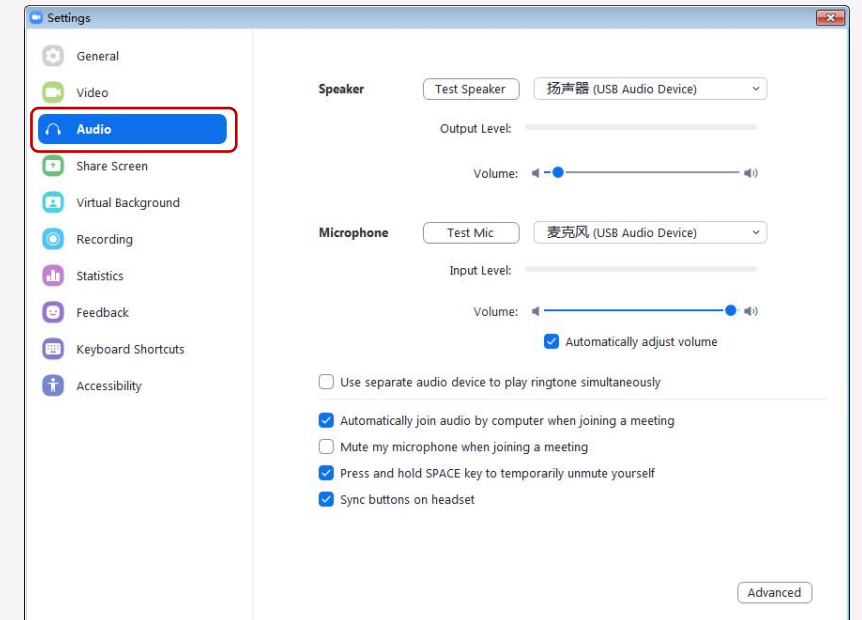 Settings
General
Video
Audio
Share Screen
Virtual Background
Recording
Statistics
Feedback
Keyboard Shortcuts
Accessibility
Speaker Test Speaker 扬声器 (USB Audio Device)
Output Level:
Volume:
Microphone Test Mic 麦克风 (USB Audio Device)
Input Level:
Volume:
Automatically adjust volume
Use separate audio device to play ringtone simultaneously
Automatically join audio by computer when joining a meeting
Mute my microphone when joining a meeting
Press and hold SPACE key to temporarily unmute yourself
Sync buttons on headset
Advanced